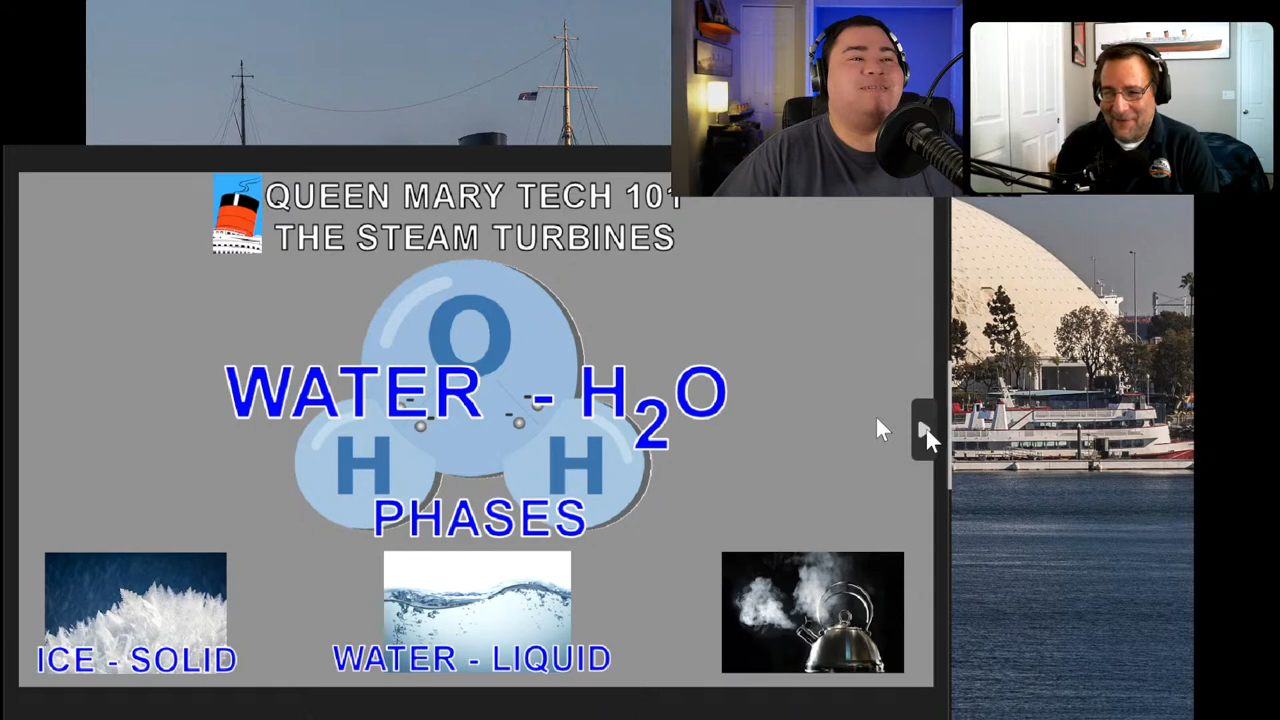 QUEEN MARY TECH 101
THE STEAM TURBINES
O
WATER - H2O
H H
PHASES
ICE - SOLID
WATER - LIQUID